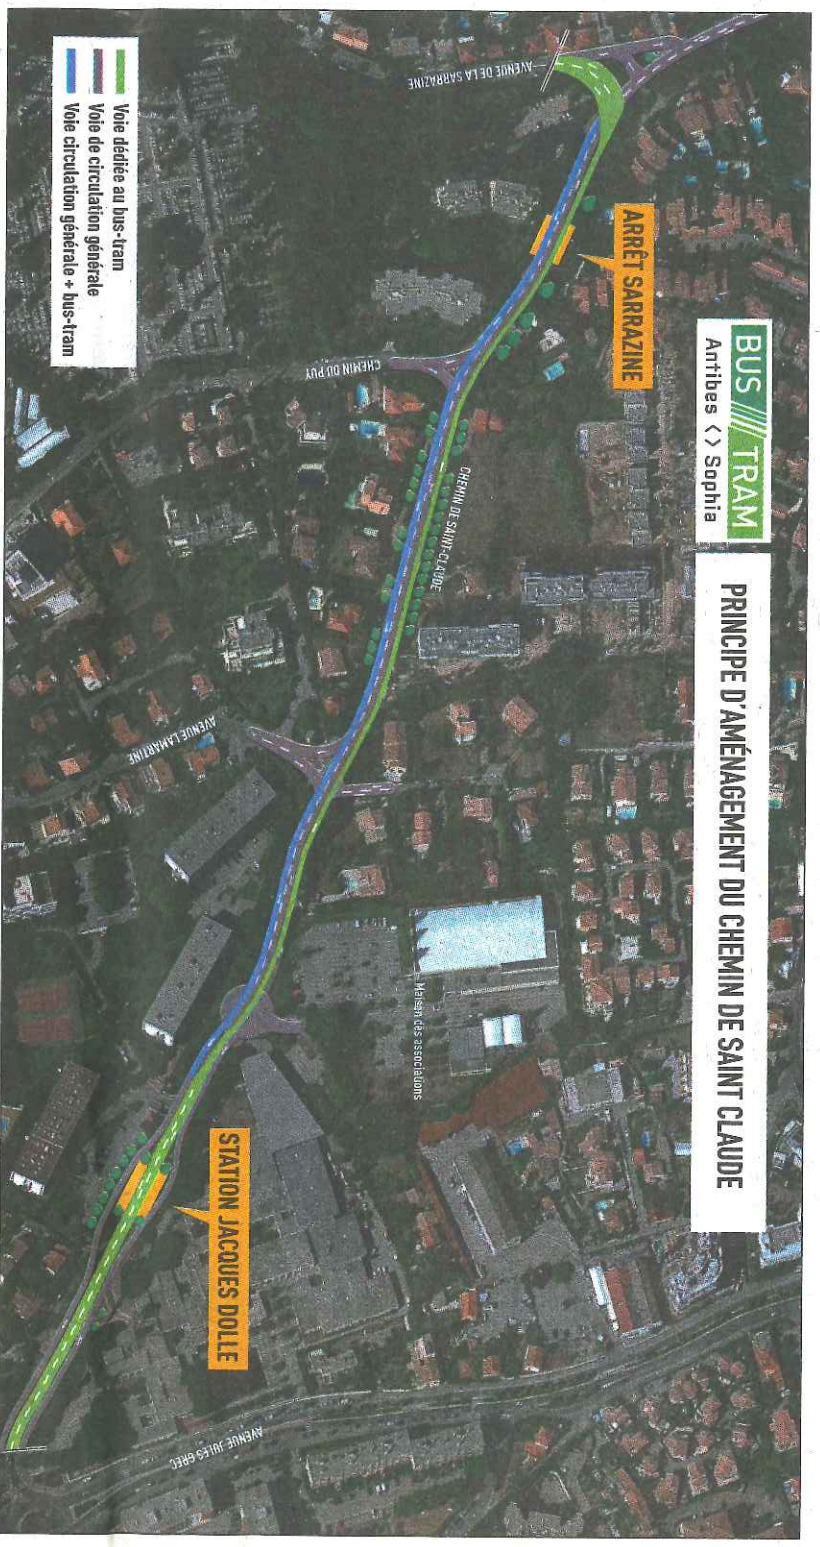 BUS TRAM
Antibes <> Sophia
PRINCIPE D'AMÉNAGEMENT DU CHEMIN DE SAINT CLAUDE
ARRÊT SARRAZINE
STATION JACQUES DOLLE
AVENUE DE LA SARRAZINE
CHEMIN DU PUY
CHEMIN DE SAINT-CLAUDE
AVENUE LAMARTINE
Maison des associations
AVENUE JULES GREC
Voie dédiée au bus-tram
Voie de circulation générale
Voie circulation générale + bus-tram